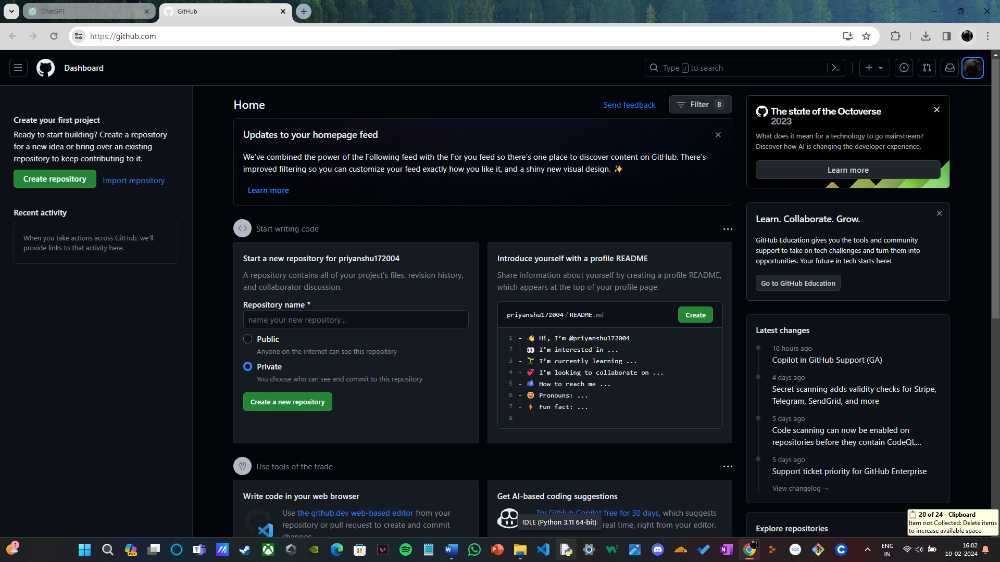 ChatGPT
GitHub
https://github.com
Dashboard
Type / to search
Create your first project
Ready to start building? Create a repository
for a new idea or bring over an existing
repository to keep contributing to it.
Create repository
Import repository
Recent activity
When you take actions across GitHub, we'll
provide links to that activity here.
Home
Send feedback
Filter 8
Updates to your homepage feed
We've combined the power of the Following feed with the For you feed so there's one place to discover content on GitHub. There's
improved filtering so you can customize your feed exactly how you like it, and a shiny new visual design. ✨
Learn more
Start writing code
Start a new repository for priyanshu172004
A repository contains all of your project's files, revision history,
and collaborator discussion.
Repository name *
name your new repository...
Public
Anyone on the internet can see this repository
Private
You choose who can see and commit to this repository
Create a new repository
Introduce yourself with a profile README
Share information about yourself by creating a profile README,
which appears at the top of your profile page.
priyanshu172004 / README.md
Create
1 - 👋 Hi, I'm @priyanshu172004
2 - 👀 I'm interested in ...
3 - 🌱 I'm currently learning ...
4 - 💞️ I'm looking to collaborate on ...
5 - 📫 How to reach me ...
6 - 😄 Pronouns: ...
7 - ⚡ Fun fact: ...
8
Use tools of the trade
Write code in your web browser
Use the github.dev web-based editor from your
repository or pull request to create and commit
changes.
Get AI-based coding suggestions
Try GitHub Copilot free for 30 days, which suggests
real time, right from your editor.
IDLE (Python 3.11 64-bit)
The state of the Octoverse
2023
What does it mean for a technology to go mainstream?
Discover how AI is changing the developer experience.
Learn more
Learn. Collaborate. Grow.
GitHub Education gives you the tools and community
support to take on tech challenges and turn them into
opportunities. Your future in tech starts here!
Go to GitHub Education
Latest changes
16 hours ago
Copilot in GitHub Support (GA)
4 days ago
Secret scanning adds validity checks for Stripe,
Telegram, SendGrid, and more
5 days ago
Code scanning can now be enabled on
repositories before they contain CodeQL...
5 days ago
Support ticket priority for GitHub Enterprise
View changelog →
Explore repositories
20 of 24 - Clipboard
Item not Collected: Delete items
to increase available space
1
PRE
ENG
IN
16:02
10-02-2024